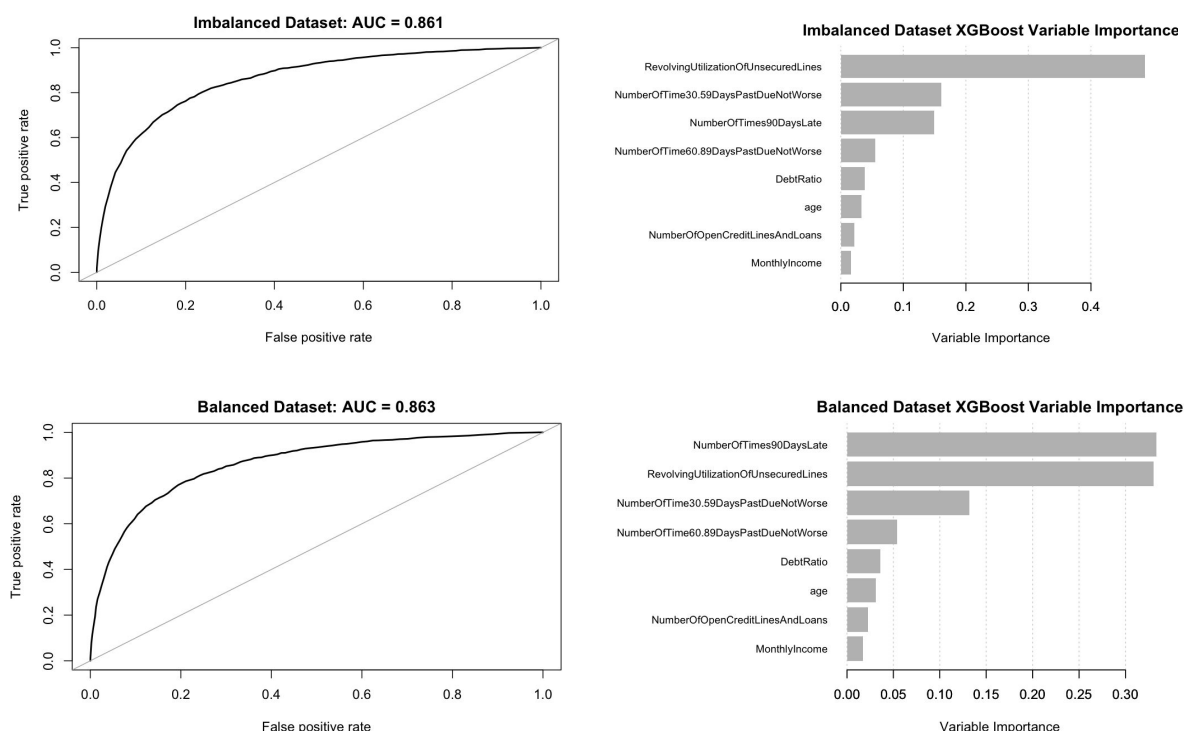 Imbalanced Dataset: AUC = 0.861
True positive rate
1.0
0.8
0.6
0.4
0.2
0.0
0.0 0.2 0.4 0.6 0.8 1.0
False positive rate
Imbalanced Dataset XGBoost Variable Importance
RevolvingUtilizationOfUnsecuredLines
NumberOfTime30.59DaysPastDueNotWorse
NumberOfTimes90DaysLate
NumberOfTime60.89DaysPastDueNotWorse
DebtRatio
age
NumberOfOpenCreditLinesAndLoans
MonthlyIncome
0.0 0.1 0.2 0.3 0.4
Variable Importance
Balanced Dataset: AUC = 0.863
True positive rate
1.0
0.8
0.6
0.4
0.2
0.0
0.0 0.2 0.4 0.6 0.8 1.0
False positive rate
Balanced Dataset XGBoost Variable Importance
NumberOfTimes90DaysLate
RevolvingUtilizationOfUnsecuredLines
NumberOfTime30.59DaysPastDueNotWorse
NumberOfTime60.89DaysPastDueNotWorse
DebtRatio
age
NumberOfOpenCreditLinesAndLoans
MonthlyIncome
0.00 0.05 0.10 0.15 0.20 0.25 0.30
Variable Importance